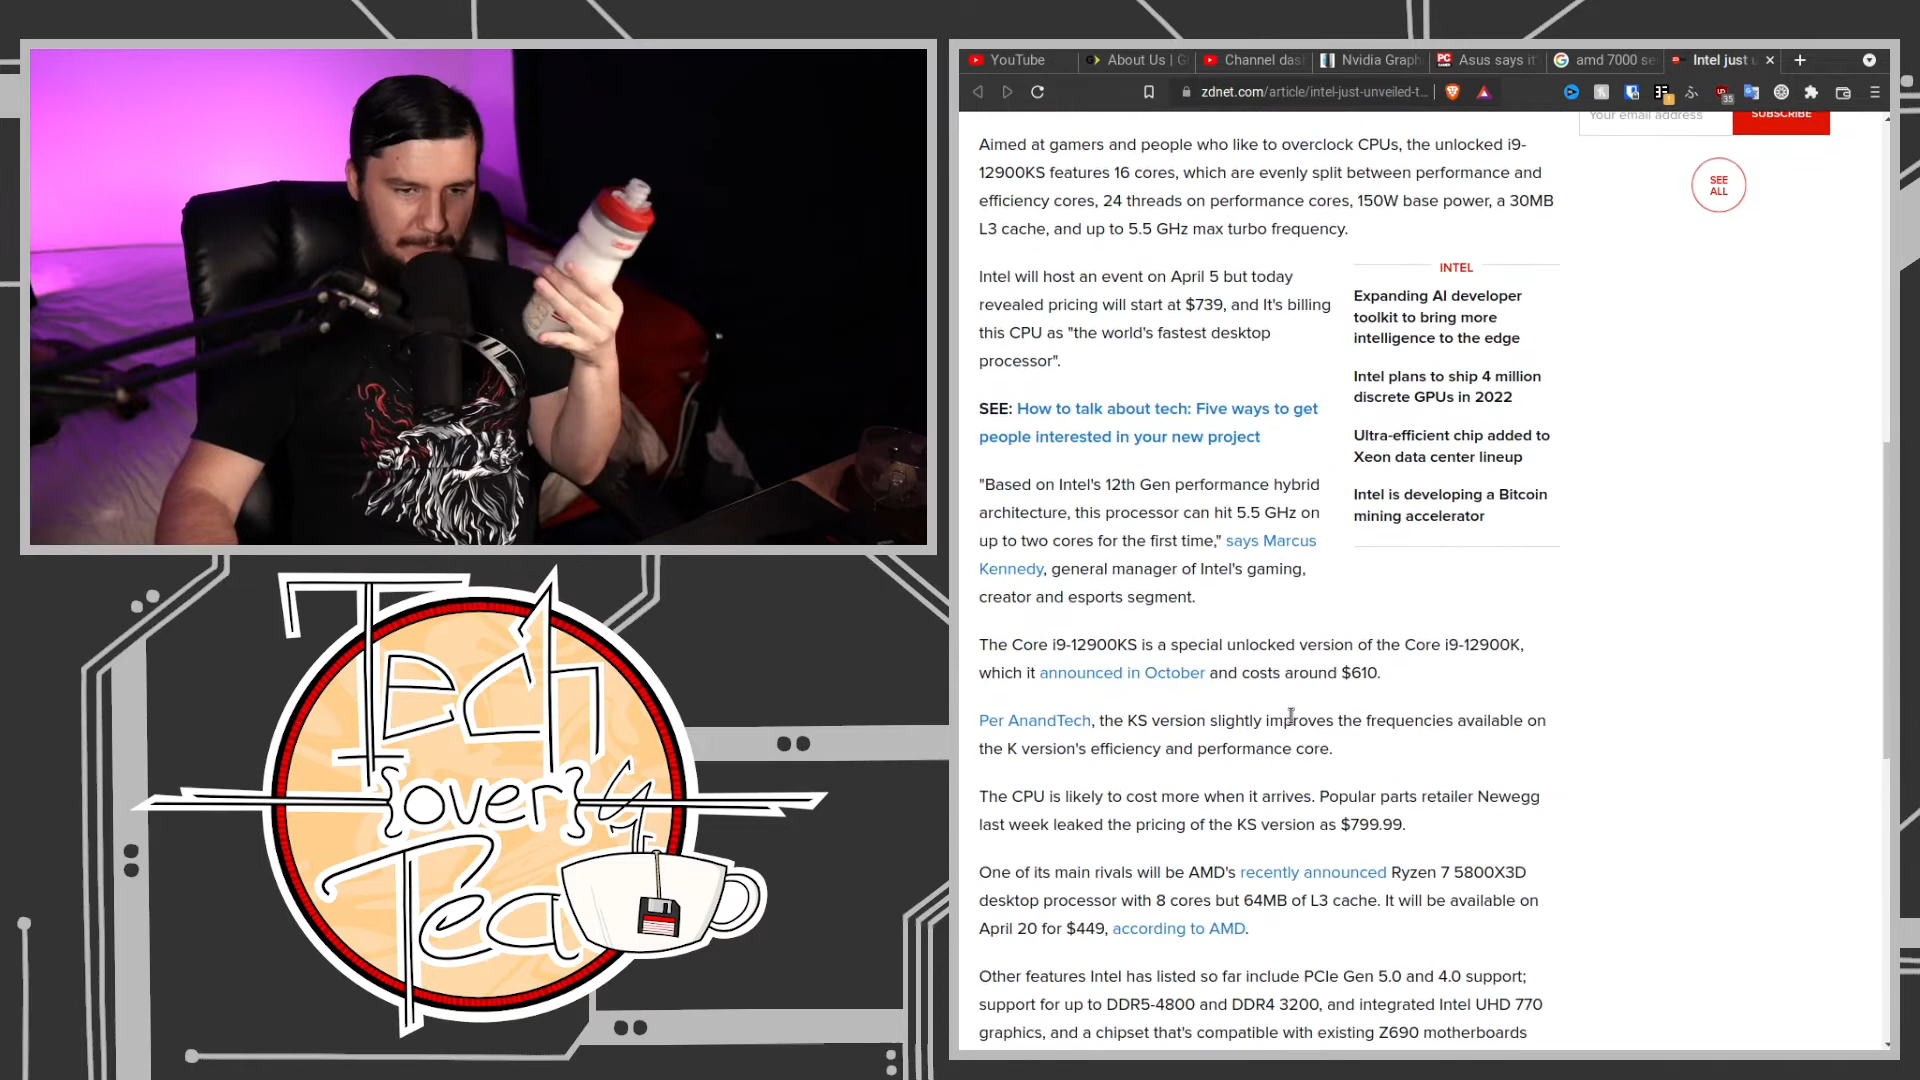 YouTube
About Us | G
Channel das
Nvidia Graph
Asus says it'
amd 7000 se
Intel just u
zdnet.com/article/intel-just-unveiled-t...
Your email address
SUBSCRIBE
SEE
ALL
Aimed at gamers and people who like to overclock CPUs, the unlocked i9-
12900KS features 16 cores, which are evenly split between performance and
efficiency cores, 24 threads on performance cores, 150W base power, a 30MB
L3 cache, and up to 5.5 GHz max turbo frequency.
Intel will host an event on April 5 but today
revealed pricing will start at $739, and It's billing
this CPU as "the world's fastest desktop
processor".
SEE: How to talk about tech: Five ways to get
people interested in your new project
"Based on Intel's 12th Gen performance hybrid
architecture, this processor can hit 5.5 GHz on
up to two cores for the first time," says Marcus
Kennedy, general manager of Intel's gaming,
creator and esports segment.
INTEL
Expanding AI developer
toolkit to bring more
intelligence to the edge
Intel plans to ship 4 million
discrete GPUs in 2022
Ultra-efficient chip added to
Xeon data center lineup
Intel is developing a Bitcoin
mining accelerator
The Core i9-12900KS is a special unlocked version of the Core i9-12900K,
which it announced in October and costs around $610.
Per AnandTech, the KS version slightly improves the frequencies available on
the K version's efficiency and performance core.
The CPU is likely to cost more when it arrives. Popular parts retailer Newegg
last week leaked the pricing of the KS version as $799.99.
One of its main rivals will be AMD's recently announced Ryzen 7 5800X3D
desktop processor with 8 cores but 64MB of L3 cache. It will be available on
April 20 for $449, according to AMD.
Other features Intel has listed so far include PCIe Gen 5.0 and 4.0 support;
support for up to DDR5-4800 and DDR4 3200, and integrated Intel UHD 770
graphics, and a chipset that's compatible with existing Z690 motherboards
Tech
{over}
Tea